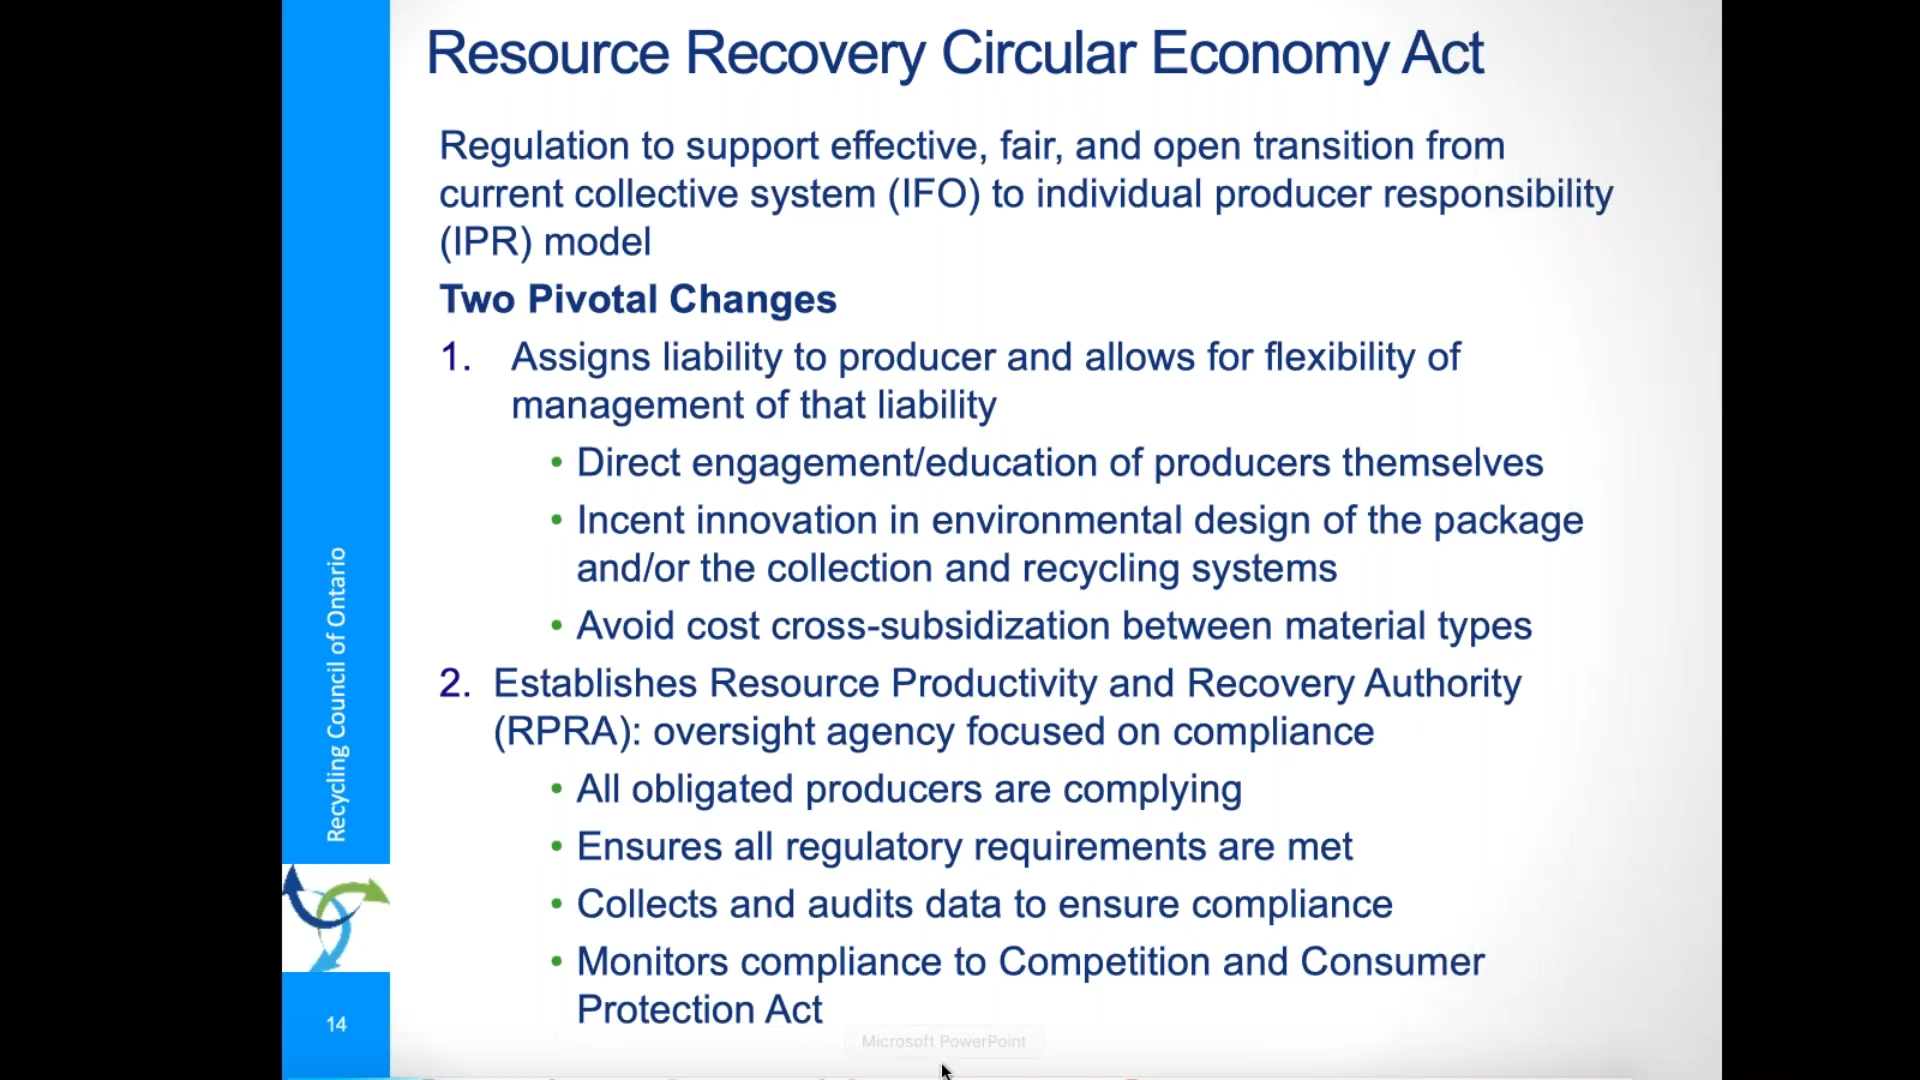 Resource Recovery Circular Economy Act
Regulation to support effective, fair, and open transition from
current collective system (IFO) to individual producer responsibility
(IPR) model
Two Pivotal Changes
1. Assigns liability to producer and allows for flexibility of
management of that liability
• Direct engagement/education of producers themselves
• Incent innovation in environmental design of the package
and/or the collection and recycling systems
• Avoid cost cross-subsidization between material types
2. Establishes Resource Productivity and Recovery Authority
(RPRA): oversight agency focused on compliance
• All obligated producers are complying
• Ensures all regulatory requirements are met
• Collects and audits data to ensure compliance
• Monitors compliance to Competition and Consumer
Protection Act
Recycling Council of Ontario
14
Microsoft PowerPoint